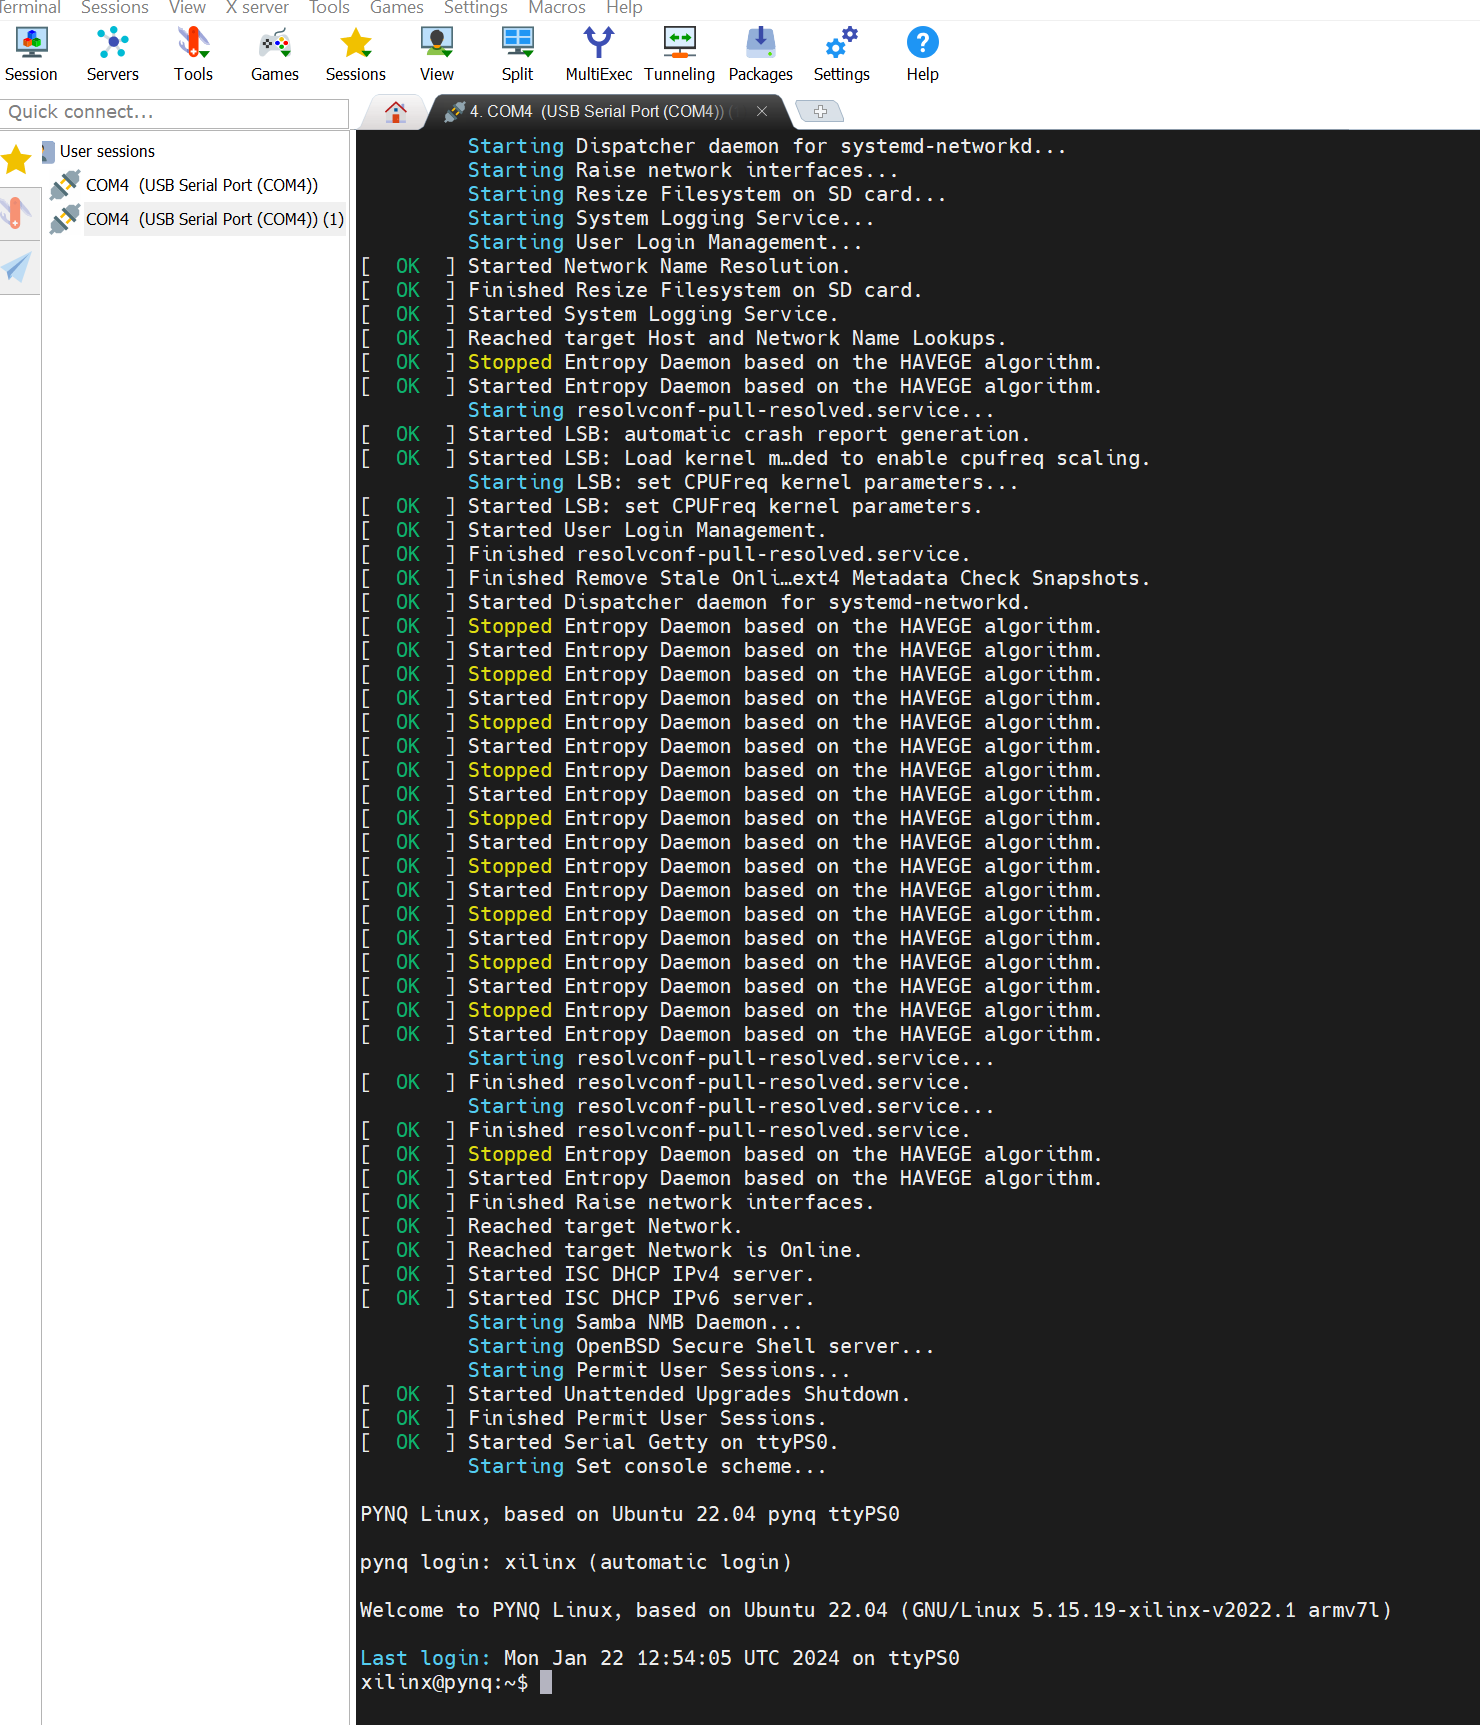 Terminal Sessions View X server Tools Games Settings Macros Help
Session Servers Tools Games Sessions View Split MultiExec Tunneling Packages Settings Help
Quick connect...
4. COM4 (USB Serial Port (COM4)) (
User sessions
COM4 (USB Serial Port (COM4))
COM4 (USB Serial Port (COM4)) (1)
Starting Dispatcher daemon for systemd-networkd...
Starting Raise network interfaces...
Starting Resize Filesystem on SD card...
Starting System Logging Service...
Starting User Login Management...
[ OK ] Started Network Name Resolution.
[ OK ] Finished Resize Filesystem on SD card.
[ OK ] Started System Logging Service.
[ OK ] Reached target Host and Network Name Lookups.
[ OK ] Stopped Entropy Daemon based on the HAVEGE algorithm.
[ OK ] Started Entropy Daemon based on the HAVEGE algorithm.
Starting resolvconf-pull-resolved.service...
[ OK ] Started LSB: automatic crash report generation.
[ OK ] Started LSB: Load kernel m…ded to enable cpufreq scaling.
Starting LSB: set CPUFreq kernel parameters...
[ OK ] Started LSB: set CPUFreq kernel parameters.
[ OK ] Started User Login Management.
[ OK ] Finished resolvconf-pull-resolved.service.
[ OK ] Finished Remove Stale Onli…ext4 Metadata Check Snapshots.
[ OK ] Started Dispatcher daemon for systemd-networkd.
[ OK ] Stopped Entropy Daemon based on the HAVEGE algorithm.
[ OK ] Started Entropy Daemon based on the HAVEGE algorithm.
[ OK ] Stopped Entropy Daemon based on the HAVEGE algorithm.
[ OK ] Started Entropy Daemon based on the HAVEGE algorithm.
[ OK ] Stopped Entropy Daemon based on the HAVEGE algorithm.
[ OK ] Started Entropy Daemon based on the HAVEGE algorithm.
[ OK ] Stopped Entropy Daemon based on the HAVEGE algorithm.
[ OK ] Started Entropy Daemon based on the HAVEGE algorithm.
[ OK ] Stopped Entropy Daemon based on the HAVEGE algorithm.
[ OK ] Started Entropy Daemon based on the HAVEGE algorithm.
[ OK ] Stopped Entropy Daemon based on the HAVEGE algorithm.
[ OK ] Started Entropy Daemon based on the HAVEGE algorithm.
[ OK ] Stopped Entropy Daemon based on the HAVEGE algorithm.
[ OK ] Started Entropy Daemon based on the HAVEGE algorithm.
[ OK ] Stopped Entropy Daemon based on the HAVEGE algorithm.
[ OK ] Started Entropy Daemon based on the HAVEGE algorithm.
[ OK ] Stopped Entropy Daemon based on the HAVEGE algorithm.
[ OK ] Started Entropy Daemon based on the HAVEGE algorithm.
Starting resolvconf-pull-resolved.service...
[ OK ] Finished resolvconf-pull-resolved.service.
Starting resolvconf-pull-resolved.service...
[ OK ] Finished resolvconf-pull-resolved.service.
[ OK ] Stopped Entropy Daemon based on the HAVEGE algorithm.
[ OK ] Started Entropy Daemon based on the HAVEGE algorithm.
[ OK ] Finished Raise network interfaces.
[ OK ] Reached target Network.
[ OK ] Reached target Network is Online.
[ OK ] Started ISC DHCP IPv4 server.
[ OK ] Started ISC DHCP IPv6 server.
Starting Samba NMB Daemon...
Starting OpenBSD Secure Shell server...
Starting Permit User Sessions...
[ OK ] Started Unattended Upgrades Shutdown.
[ OK ] Finished Permit User Sessions.
[ OK ] Started Serial Getty on ttyPS0.
Starting Set console scheme...
PYNQ Linux, based on Ubuntu 22.04 pynq ttyPS0
pynq login: xilinx (automatic login)
Welcome to PYNQ Linux, based on Ubuntu 22.04 (GNU/Linux 5.15.19-xilinx-v2022.1 armv7l)
Last login: Mon Jan 22 12:54:05 UTC 2024 on ttyPS0
xilinx@pynq:~$